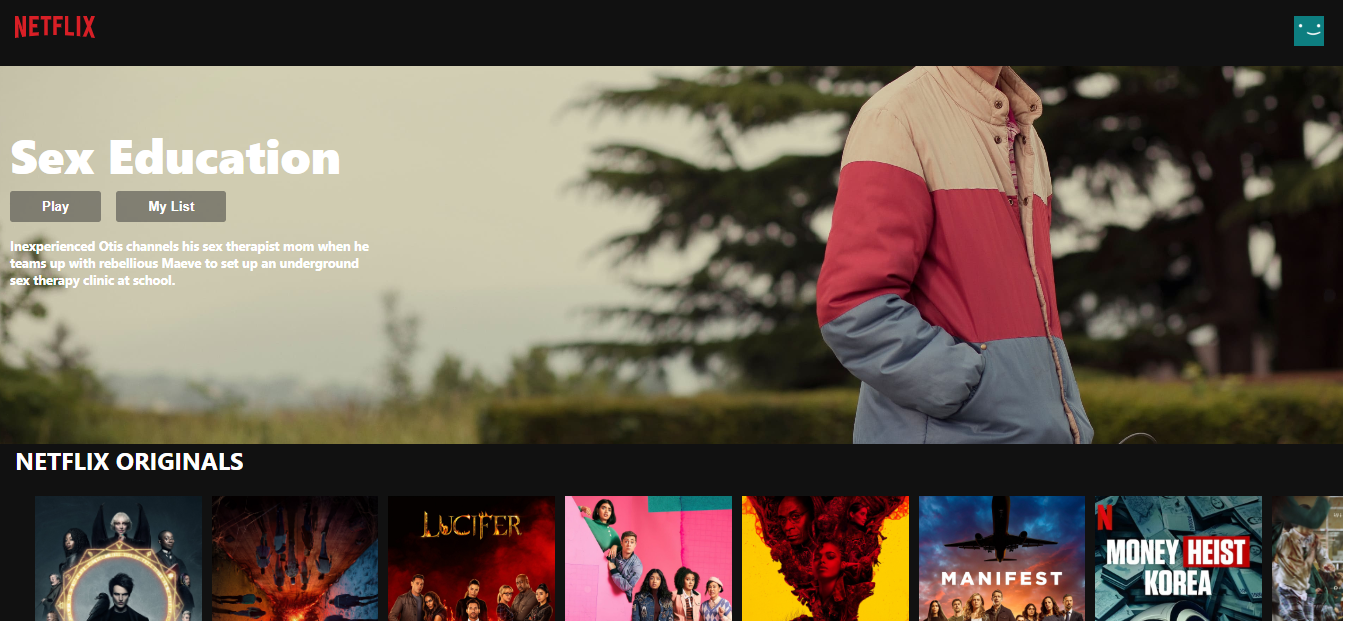 NETFLIX
Sex Education
Play
My List
Inexperienced Otis channels his sex therapist mom when he
teams up with rebellious Maeve to set up an underground
sex therapy clinic at school.
NETFLIX ORIGINALS
LUCIFER
MANIFEST
N
MONEY HEIST
KOREA